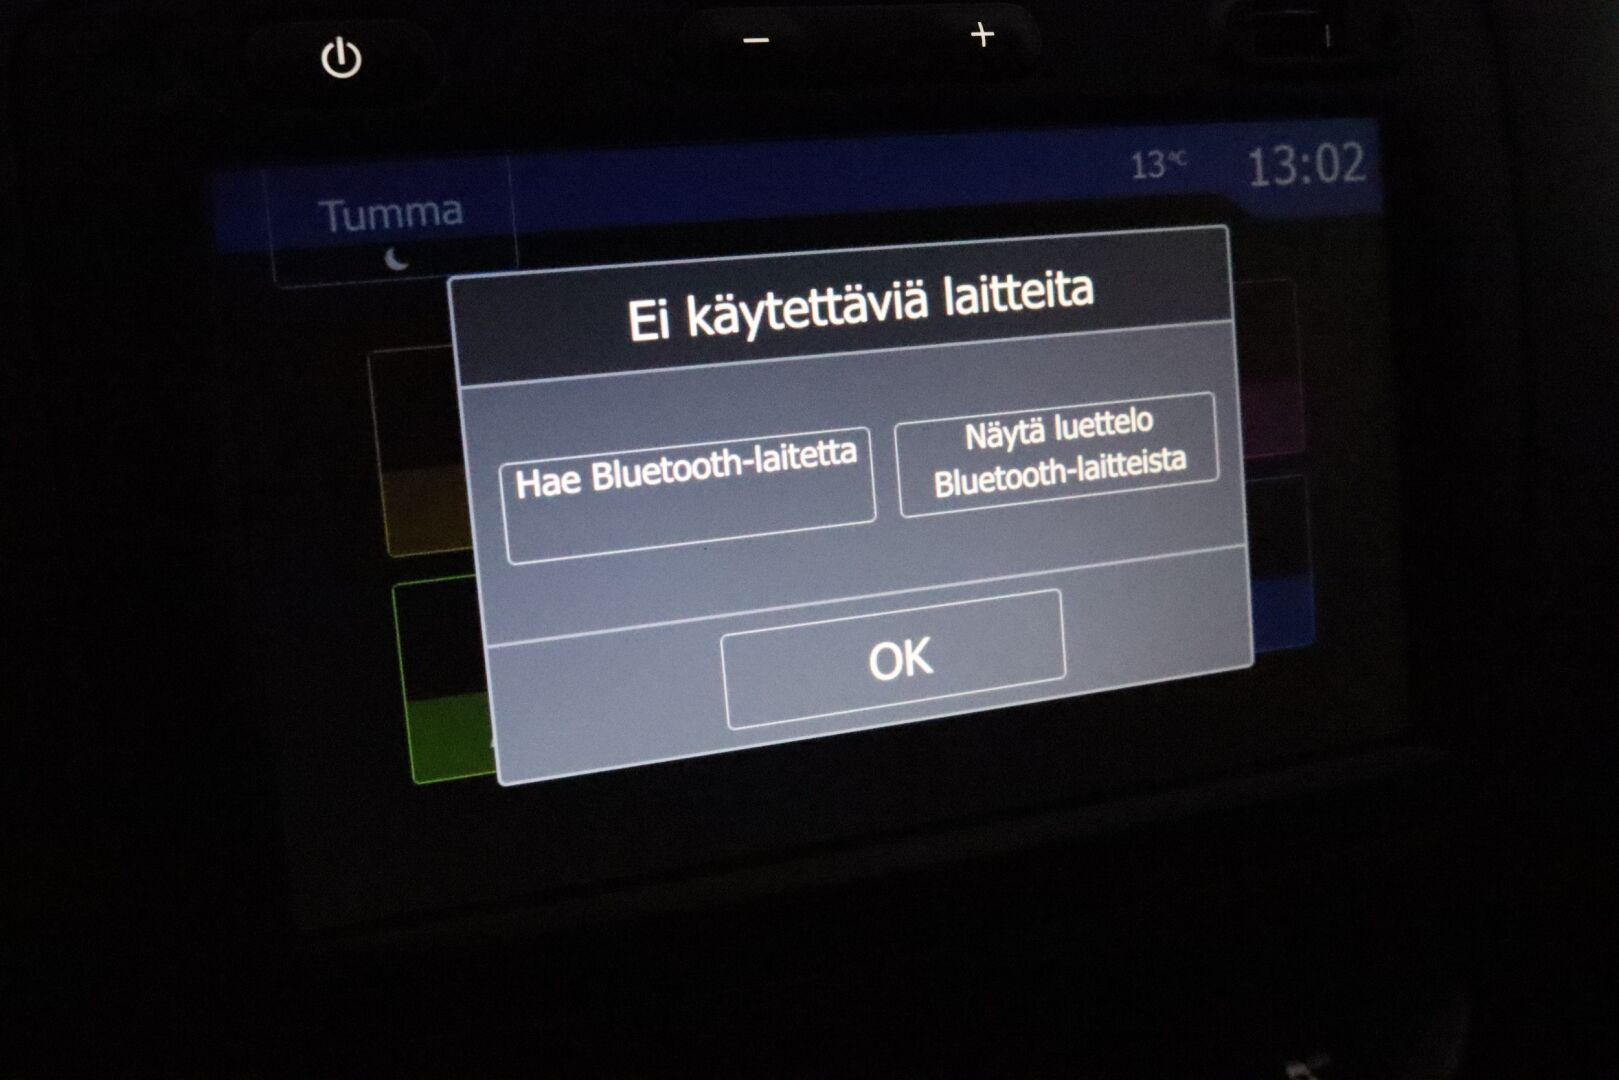 13°C 13:02
Tumma
Ei käytettäviä laitteita
Hae Bluetooth-laitetta
Näytä luettelo
Bluetooth-laitteista
OK